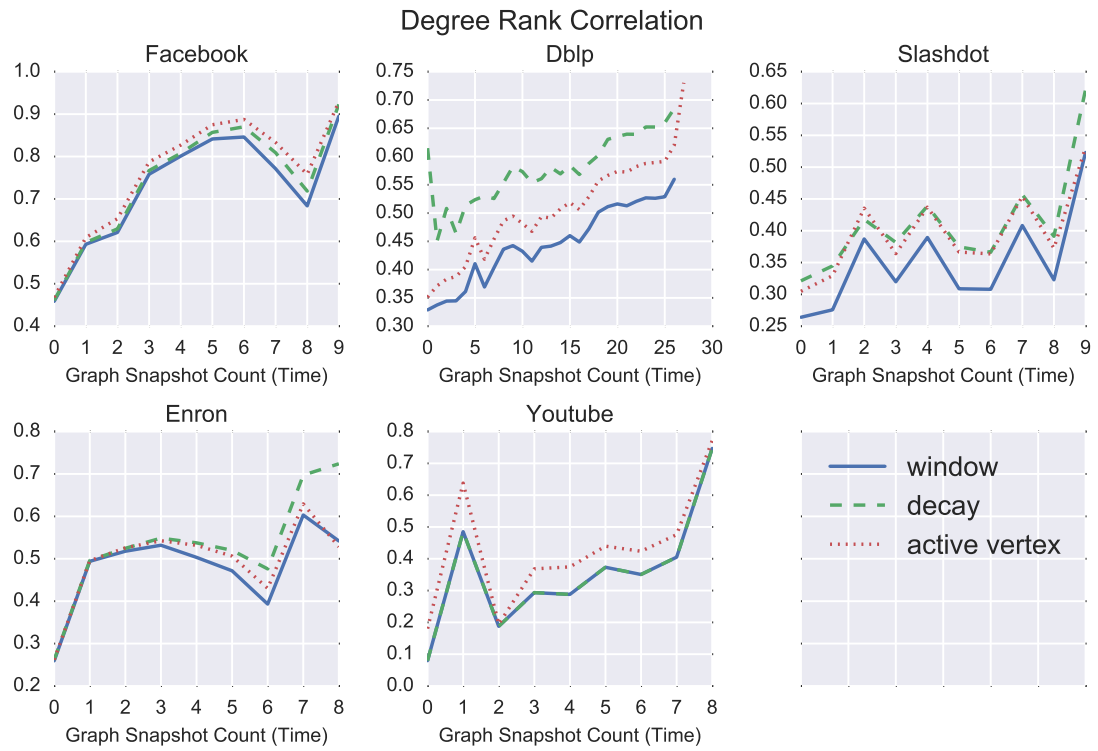 Degree Rank Correlation
Facebook
1.0
0.9
0.8
0.7
0.6
0.5
0.4
0 1 2 3 4 5 6 7 8 9
Graph Snapshot Count (Time)
Dblp
0.75
0.70
0.65
0.60
0.55
0.50
0.45
0.40
0.35
0.30
0 5 10 15 20 25 30
Graph Snapshot Count (Time)
Slashdot
0.65
0.60
0.55
0.50
0.45
0.40
0.35
0.30
0.25
0 1 2 3 4 5 6 7 8 9
Graph Snapshot Count (Time)
Enron
0.8
0.7
0.6
0.5
0.4
0.3
0.2
0 1 2 3 4 5 6 7 8
Graph Snapshot Count (Time)
Youtube
0.8
0.7
0.6
0.5
0.4
0.3
0.2
0.1
0.0
0 1 2 3 4 5 6 7 8
Graph Snapshot Count (Time)
window
decay
active vertex